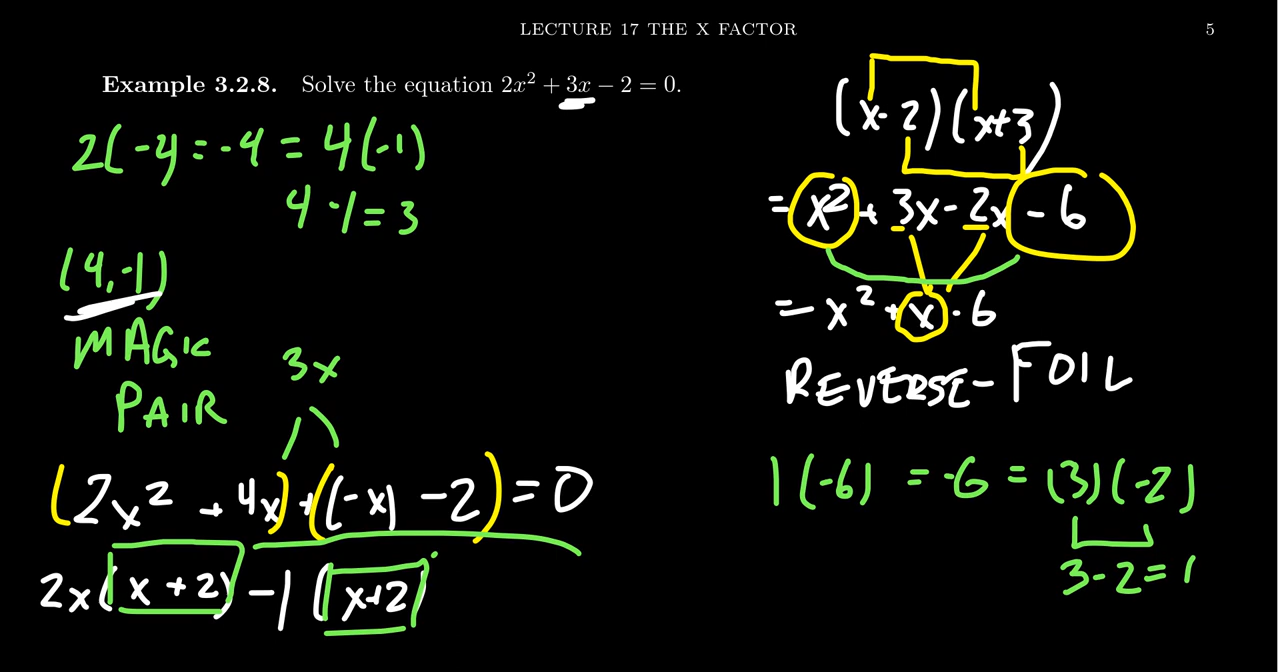 LECTURE 17 THE X FACTOR 5
Example 3.2.8. Solve the equation 2x² + 3x − 2 = 0.
2(-2) = -4 = 4(-1)
4 - 1 = 3
(4, -1)
MAGIC
PAIR
3x
(2x² + 4x) + ((-x) - 2) = 0
2x(x + 2) - 1(x+2)
(x - 2)(x+3)
= x² + 3x - 2x - 6
= x² + x - 6
REVERSE-FOIL
1(-6) = -6 = (3)(-2)
3 - 2 = 1